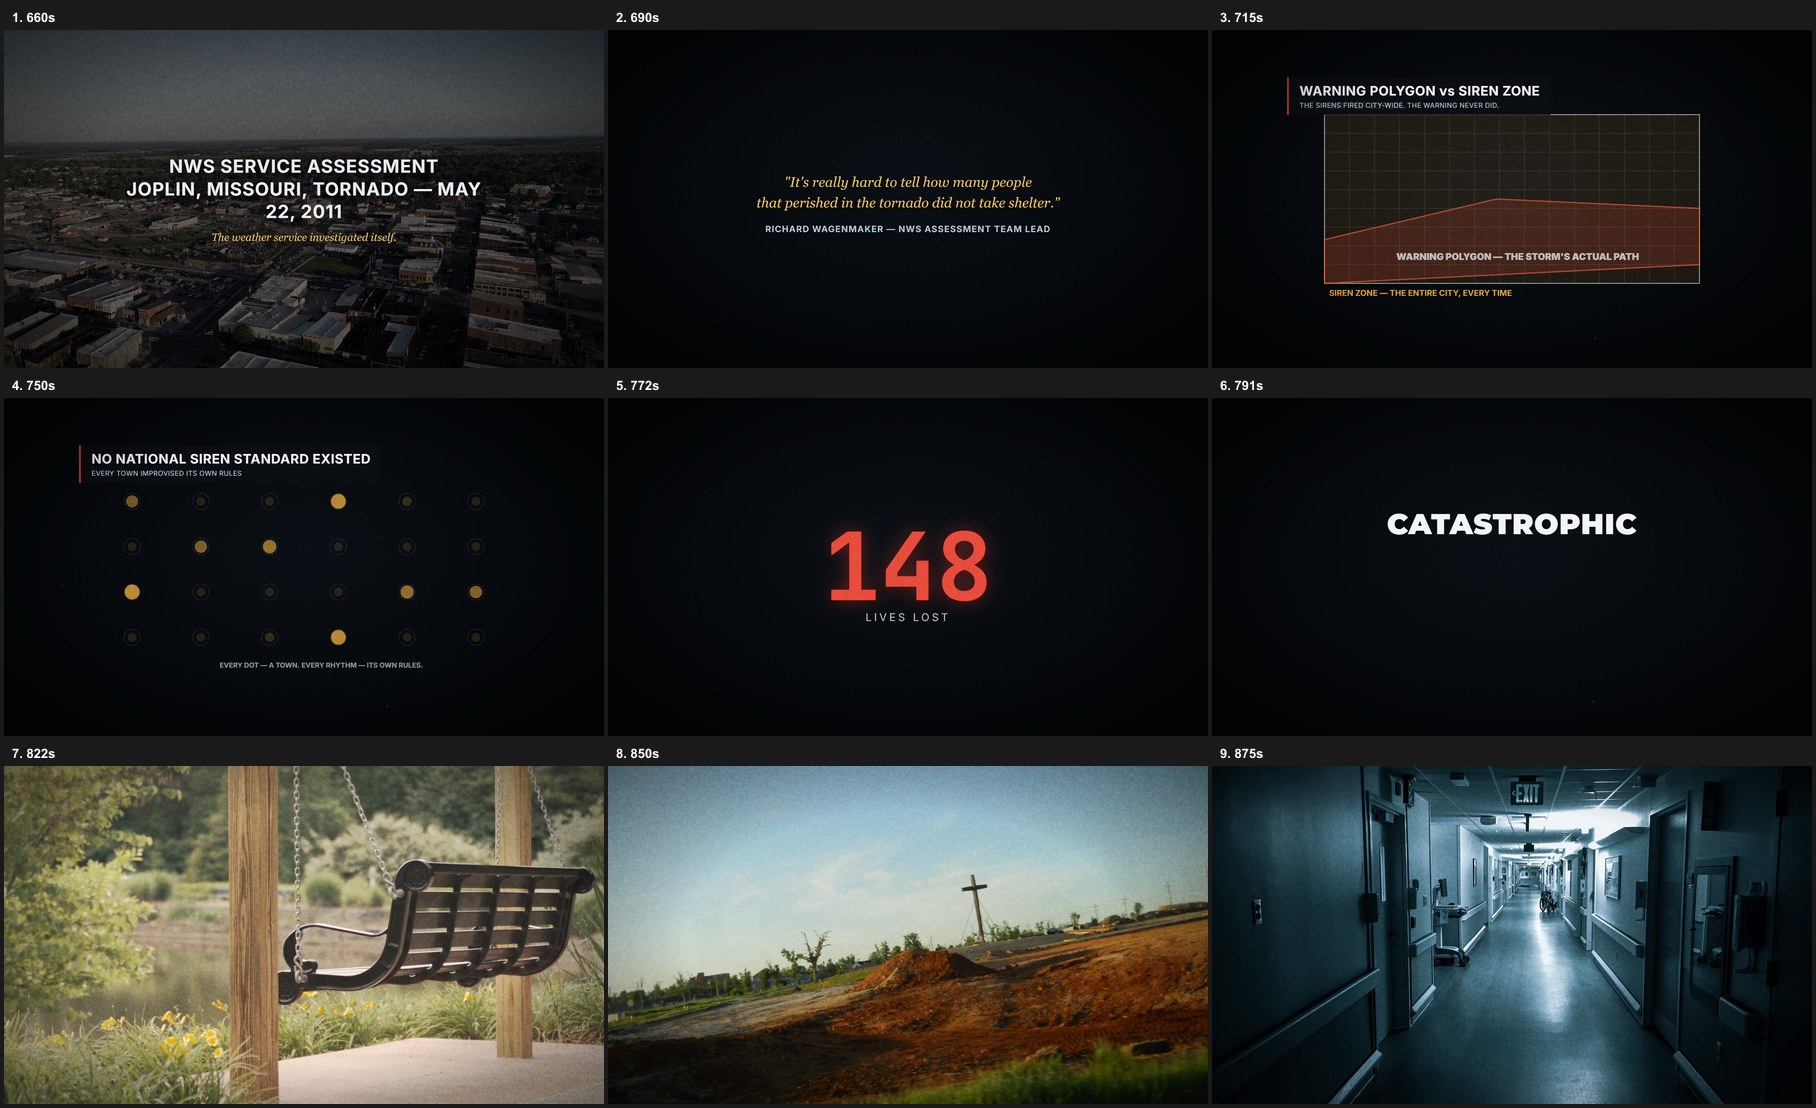 1. 660s
NWS SERVICE ASSESSMENT
JOPLIN, MISSOURI, TORNADO — MAY
22, 2011
The weather service investigated itself.
2. 690s
"It's really hard to tell how many people
that perished in the tornado did not take shelter."
RICHARD WAGENMAKER — NWS ASSESSMENT TEAM LEAD
3. 715s
WARNING POLYGON vs SIREN ZONE
THE SIRENS FIRED CITY-WIDE. THE WARNING NEVER DID.
WARNING POLYGON — THE STORM'S ACTUAL PATH
SIREN ZONE — THE ENTIRE CITY, EVERY TIME
4. 750s
NO NATIONAL SIREN STANDARD EXISTED
EVERY TOWN IMPROVISED ITS OWN RULES
EVERY DOT — A TOWN. EVERY RHYTHM — ITS OWN RULES.
5. 772s
148
LIVES LOST
6. 791s
CATASTROPHIC
7. 822s
8. 850s
9. 875s
EXIT